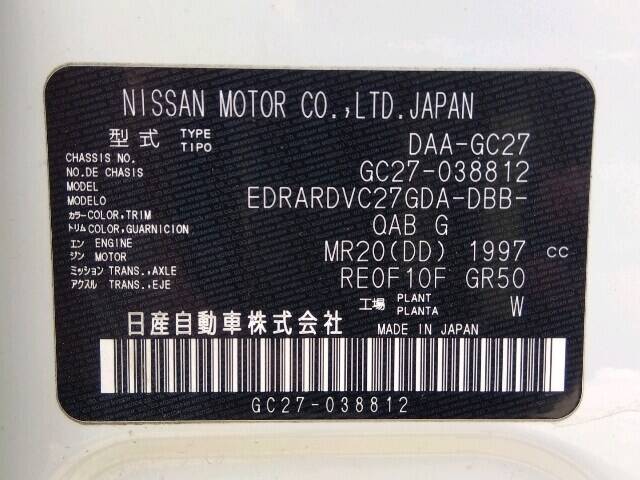 NISSAN MOTOR CO.,LTD.JAPAN
型式 TYPE TIPO DAA-GC27
CHASSIS NO. NO.DE CHASIS GC27-038812
MODEL MODELO EDRARDVC27GDA-DBB-
カラー COLOR,TRIM トリム COLOR,GUARNICION QAB G
エン ENGINE ジン MOTOR MR20(DD) 1997 cc
ミッション TRANS.,AXLE アクスル TRANS.,EJE RE0F10F GR50
工場 PLANT PLANTA W
日産自動車株式会社 MADE IN JAPAN
GC27-038812